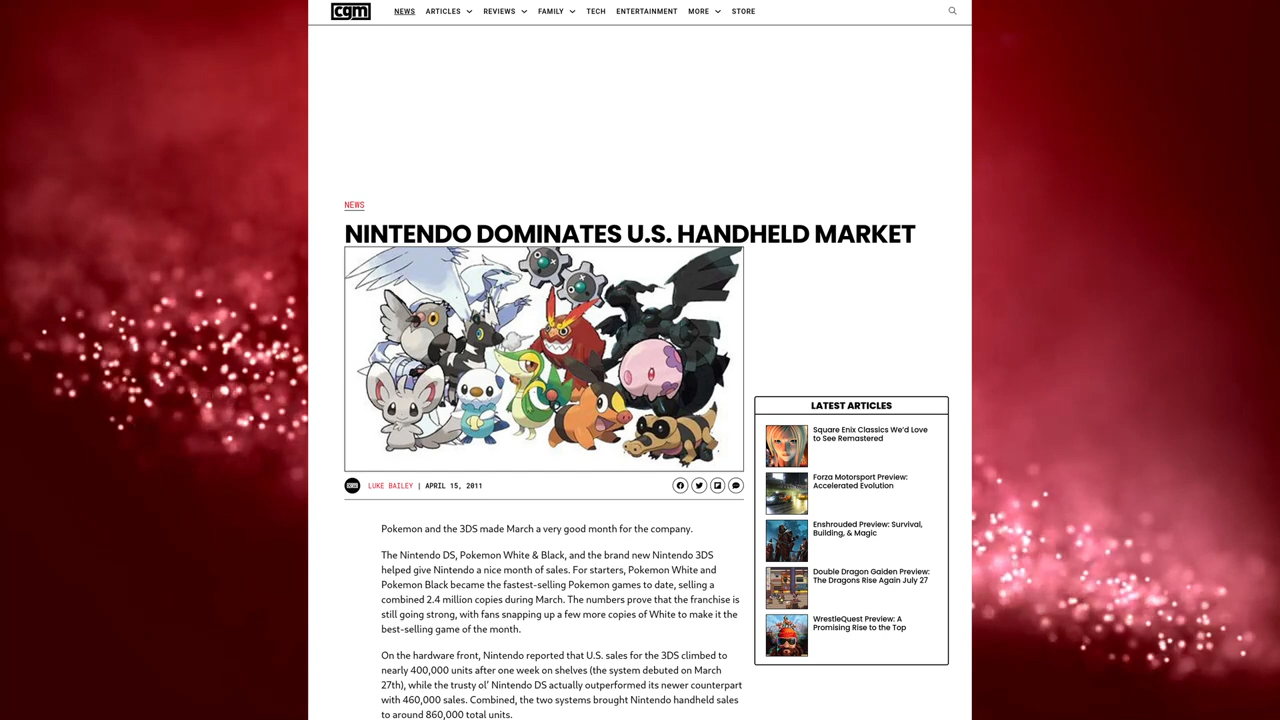 cgm
NEWS ARTICLES REVIEWS FAMILY TECH ENTERTAINMENT MORE STORE
NEWS
NINTENDO DOMINATES U.S. HANDHELD MARKET
LUKE BAILEY | APRIL 15, 2011
Pokemon and the 3DS made March a very good month for the company.
The Nintendo DS, Pokemon White & Black, and the brand new Nintendo 3DS
helped give Nintendo a nice month of sales. For starters, Pokemon White and
Pokemon Black became the fastest-selling Pokemon games to date, selling a
combined 2.4 million copies during March. The numbers prove that the franchise is
still going strong, with fans snapping up a few more copies of White to make it the
best-selling game of the month.
On the hardware front, Nintendo reported that U.S. sales for the 3DS climbed to
nearly 400,000 units after one week on shelves (the system debuted on March
27th), while the trusty ol' Nintendo DS actually outperformed its newer counterpart
with 460,000 sales. Combined, the two systems brought Nintendo handheld sales
to around 860,000 total units.
LATEST ARTICLES
Square Enix Classics We'd Love
to See Remastered
Forza Motorsport Preview:
Accelerated Evolution
Enshrouded Preview: Survival,
Building, & Magic
Double Dragon Gaiden Preview:
The Dragons Rise Again July 27
WrestleQuest Preview: A
Promising Rise to the Top